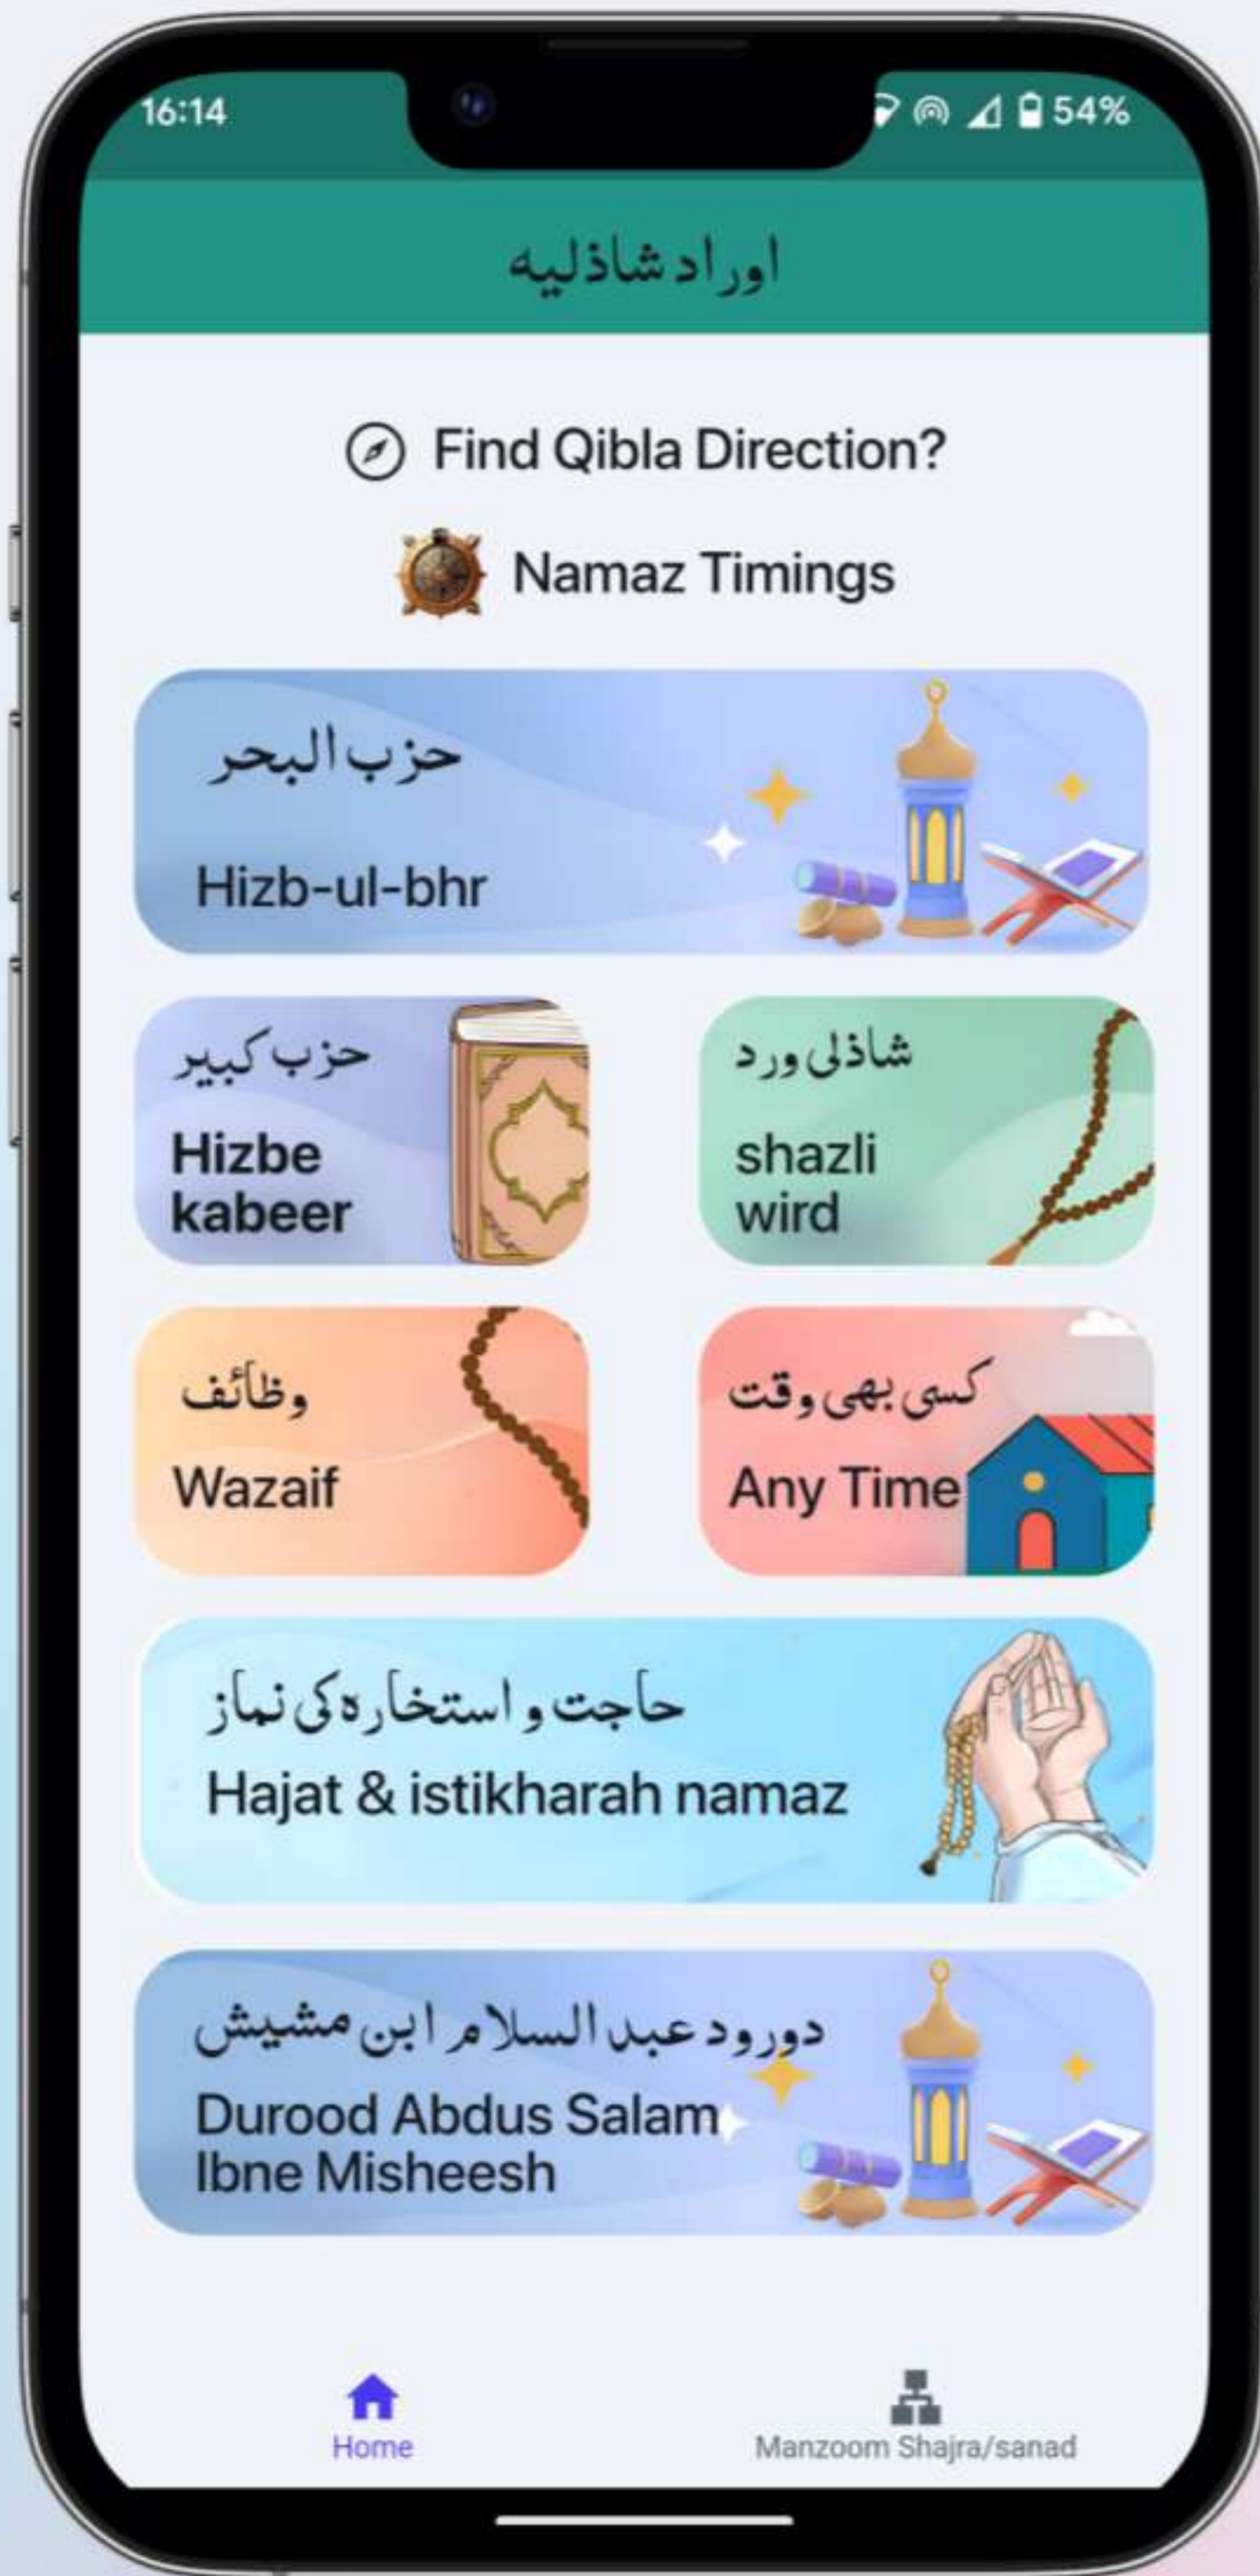 16:14
54%
اوراد شاذلیہ
Find Qibla Direction?
Namaz Timings
حزب البحر
Hizb-ul-bhr
حزب کبیر
Hizbe
kabeer
شاذلی ورد
shazli
wird
وظائف
Wazaif
کسی بھی وقت
Any Time
حاجت و استخارہ کی نماز
Hajat & istikharah namaz
دورود عبد السلام ابن مشیش
Durood Abdus Salam
Ibne Misheesh
Home
Manzoom Shajra/sanad